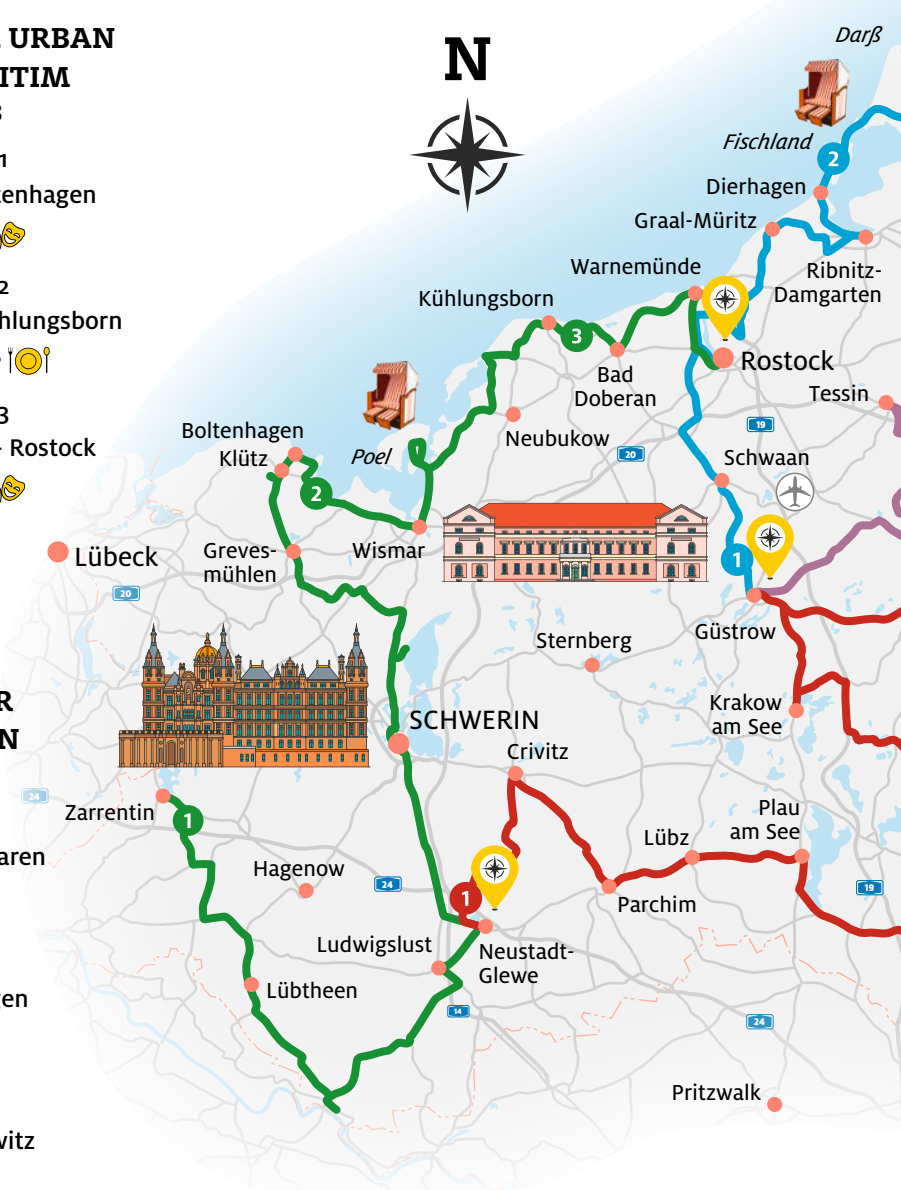 URBAN
ITIM
1
tenhagen
2
hlungsborn
3
- Rostock
R
N
aren
gen
witz
N
Darß
Fischland
2
Dierhagen
Graal-Müritz
Warnemünde
Ribnitz-
Damgarten
Kühlungsborn
3
Rostock
Bad
Doberan
Tessin
Boltenhagen
Klütz
Poel
Neubukow
19
20
Schwaan
2
Wismar
Lübeck
Greves-
mühlen
1
20
Güstrow
Sternberg
Krakow
am See
SCHWERIN
Crivitz
24
Zarrentin
1
Plau
am See
Lübz
Hagenow
24
1
19
Parchim
Ludwigslust
Neustadt-
Glewe
Lübtheen
14
24
Pritzwalk